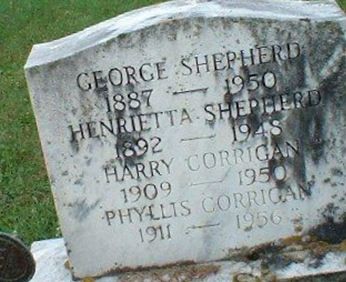 GEORGE SHEPHERD
1887 — 1950
HENRIETTA SHEPHERD
1892 — 1948
HARRY CORRIGAN
1909 — 1950
PHYLLIS CORRIGAN
1911 — 1956